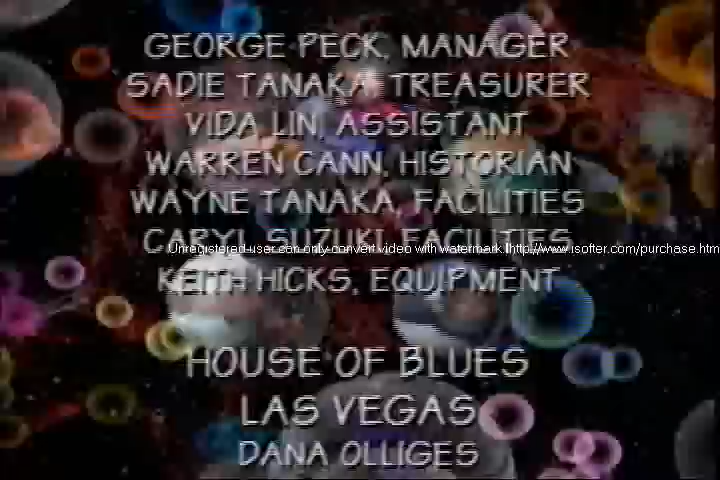 GEORGE PECK, MANAGER
SADIE TANAKA, TREASURER
VIDA LIN, ASSISTANT
WARREN CANN, HISTORIAN
WAYNE TANAKA, FACILITIES
CARYL SUZUKI, FACILITIES
Unregistered user can only convert video with watermark. http://www.isofter.com/purchase.htm
KEITH HICKS, EQUIPMENT
HOUSE OF BLUES
LAS VEGAS
DANA OLLIGES